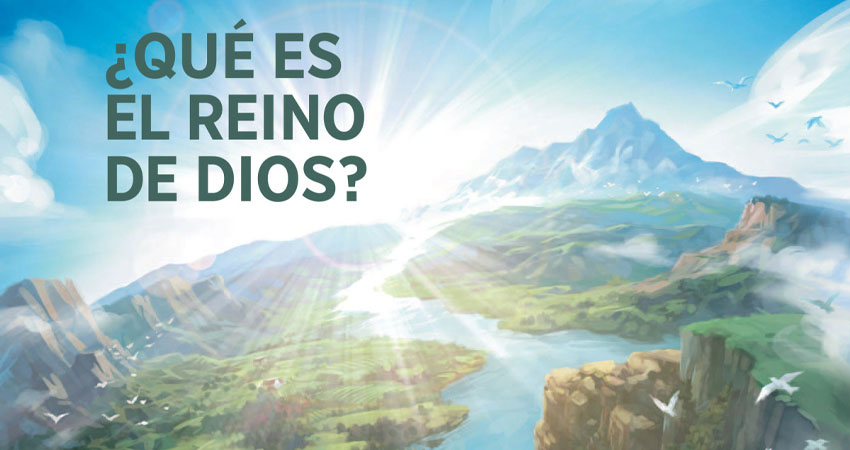 ¿QUÉ ES
EL REINO
DE DIOS?